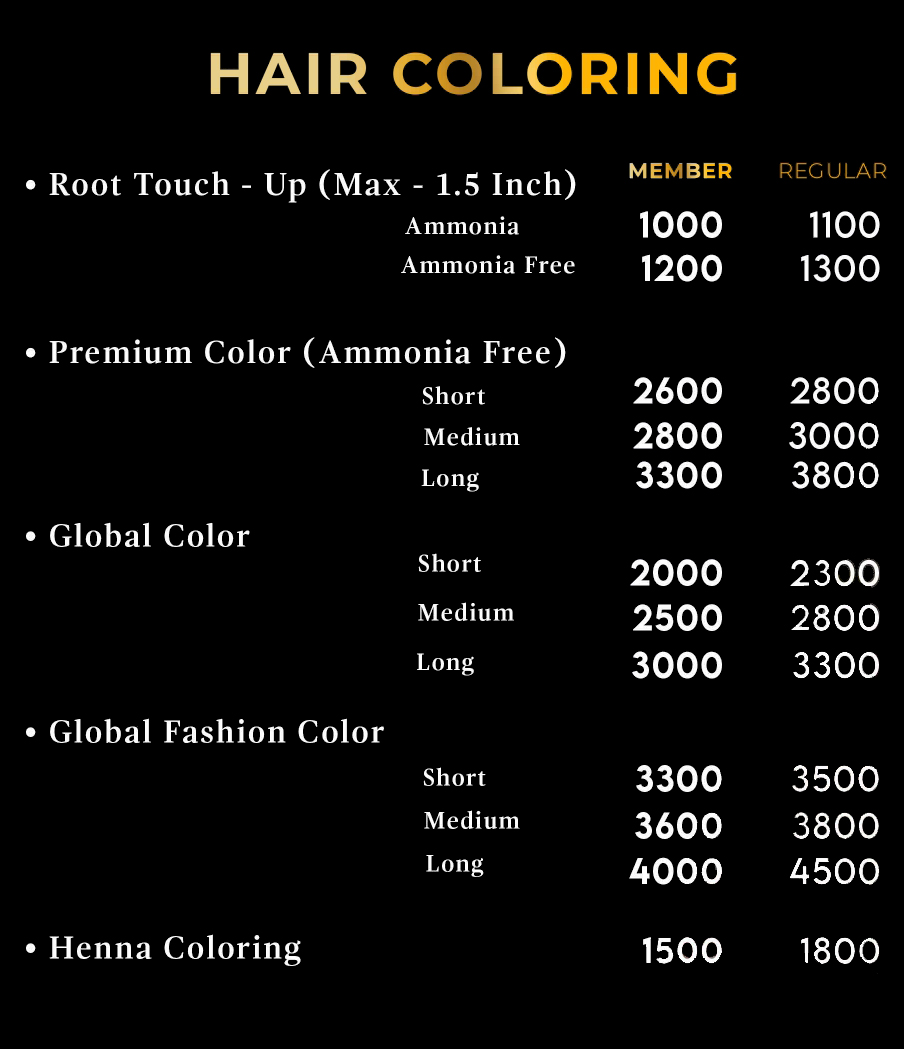 HAIR COLORING
MEMBER REGULAR
• Root Touch - Up (Max - 1.5 Inch)
Ammonia 1000 1100
Ammonia Free 1200 1300
• Premium Color (Ammonia Free)
Short 2600 2800
Medium 2800 3000
Long 3300 3800
• Global Color
Short 2000 2300
Medium 2500 2800
Long 3000 3300
• Global Fashion Color
Short 3300 3500
Medium 3600 3800
Long 4000 4500
• Henna Coloring 1500 1800